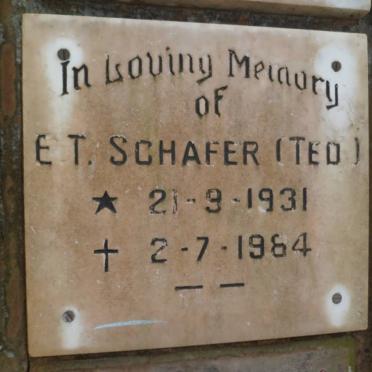 In Loving Memory
of
E.T. SCHAFER (TED)
★ 21-9-1931
✝ 2-7-1984
— —